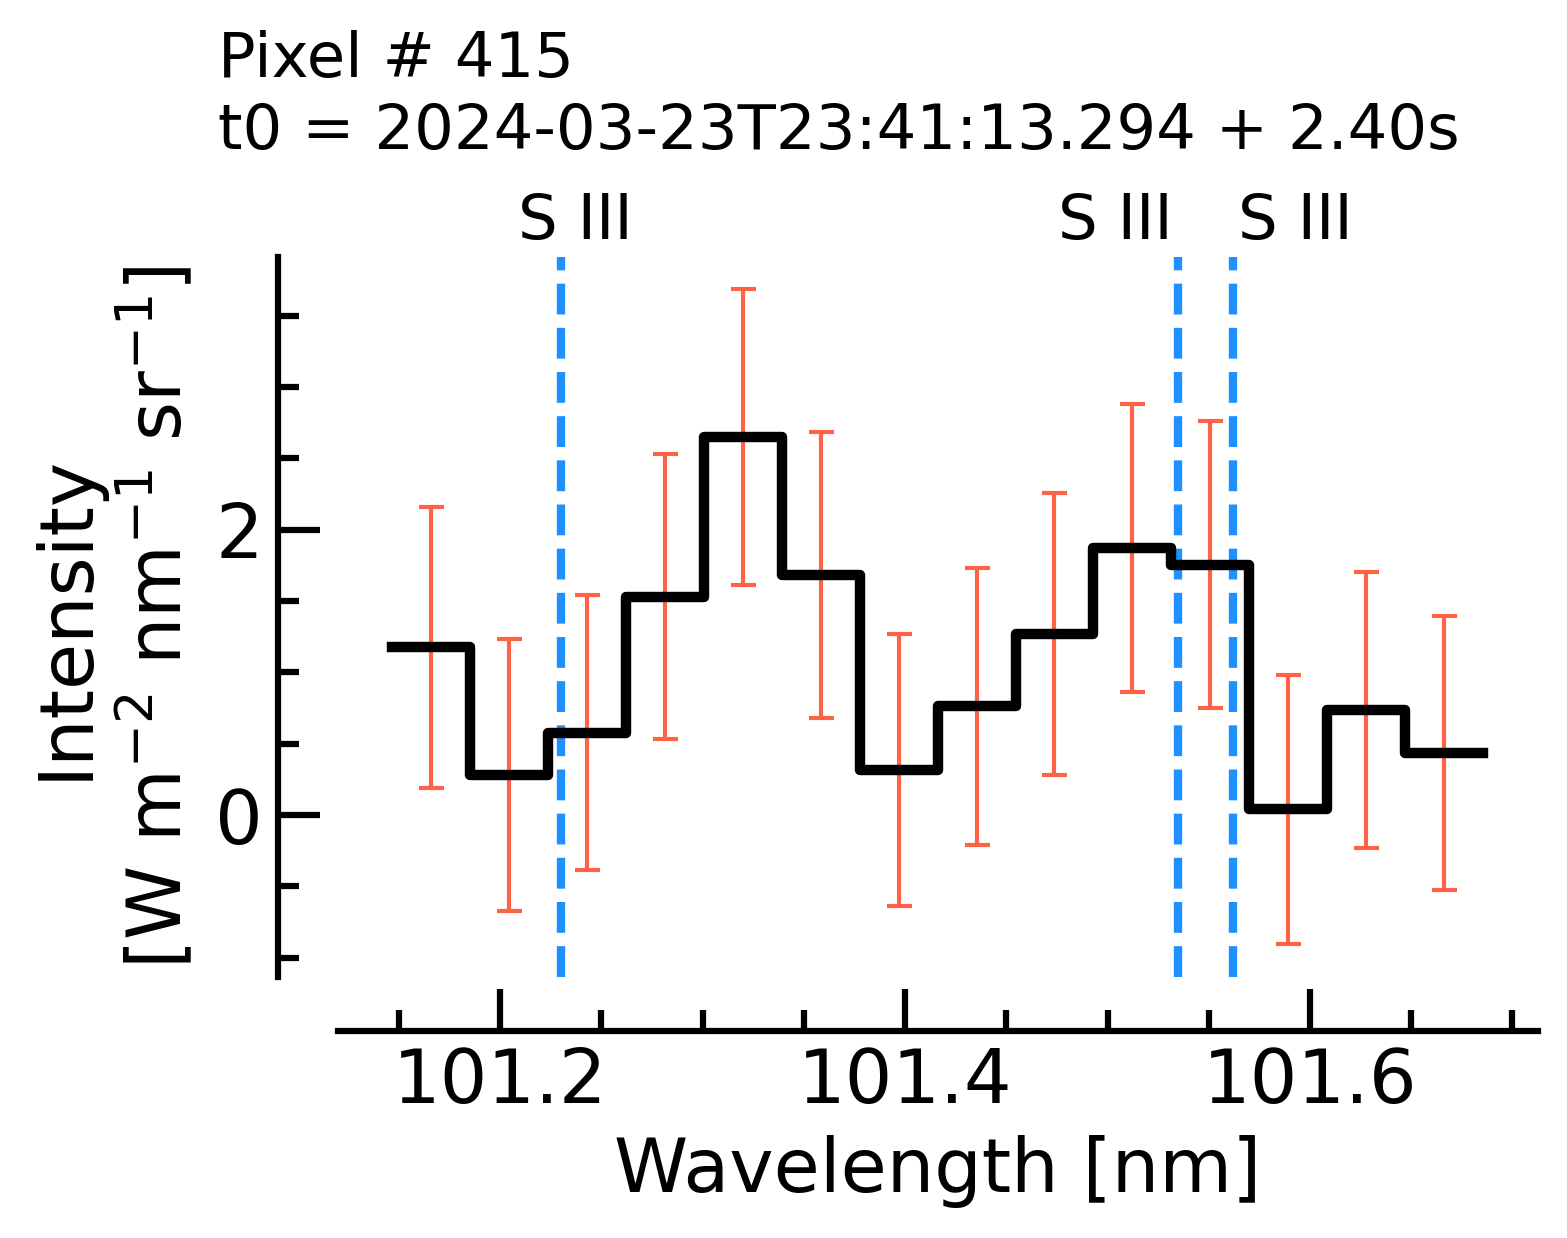 Pixel # 415
t0 = 2024-03-23T23:41:13.294 + 2.40s
S III S III S III
Intensity
[W m⁻² nm⁻¹ sr⁻¹]
2
0
101.2 101.4 101.6
Wavelength [nm]